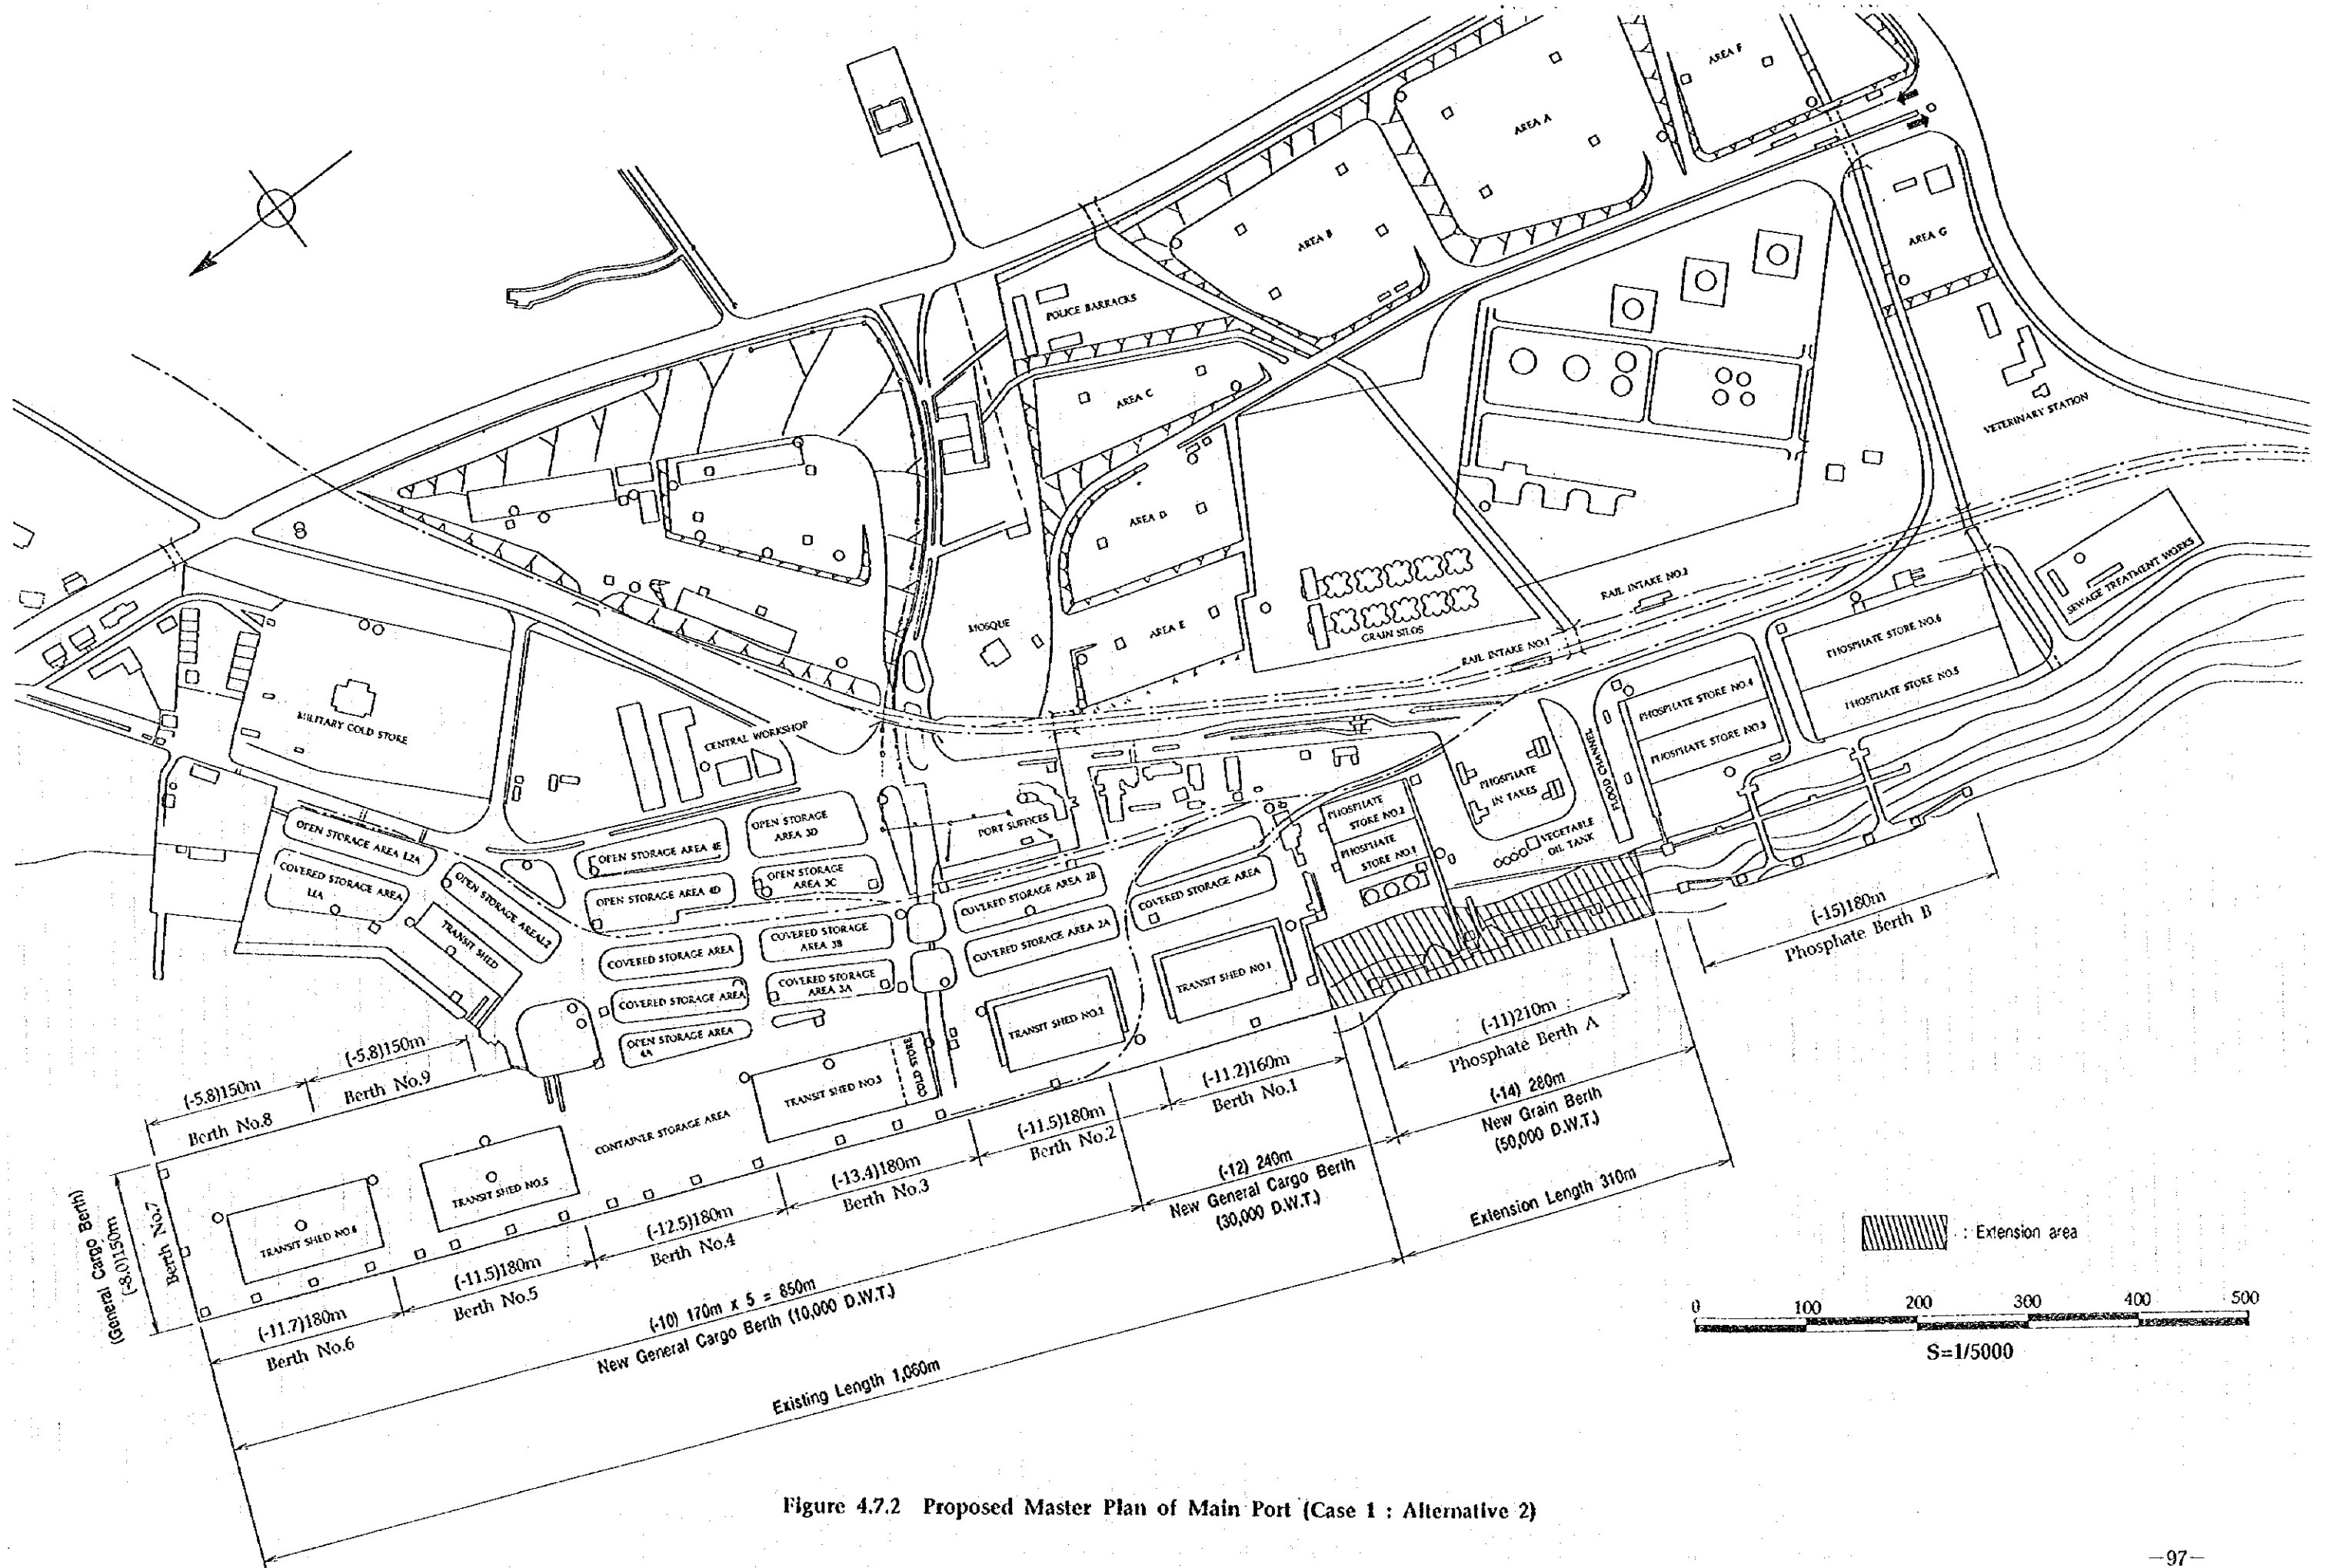 AREA F
AREA A
AREA B
AREA G
POLICE BARRACKS
AREA C
VETERINARY STATION
AREA D
SEWAGE TREATMENT WORKS
RAIL INTAKE NO.2
MOSQUE
AREA E
GRAIN SILOS
RAIL INTAKE NO.1
PHOSPHATE STORE NO.6
PHOSPHATE STORE NO.5
PHOSPHATE STORE NO.4
PHOSPHATE STORE NO.3
MILITARY COLD STORE
CENTRAL WORKSHOP
FLOOD CHANNEL
PHOSPHATE
IN TAKES
PHOSPHATE
STORE NO.2
PHOSPHATE
STORE NO.1
VEGETABLE
OIL TANK
OPEN STORAGE AREA L2A
COVERED STORAGE AREA
L1A
OPEN STORAGE AREAL2
TRANSIT SHED
OPEN STORAGE AREA 4E
OPEN STORAGE
AREA 3D
OPEN STORAGE AREA 4D
OPEN STORAGE
AREA 3C
COVERED STORAGE AREA
COVERED STORAGE
AREA 3B
COVERED STORAGE AREA
COVERED STORAGE
AREA 3A
OPEN STORAGE AREA
4A
COVERED STORAGE AREA 2B
COVERED STORAGE AREA 2A
COVERED STORAGE AREA
TRANSIT SHED NO.1
TRANSIT SHED NO.2
TRANSIT SHED NO.3
COLD STORE
CONTAINER STORAGE AREA
TRANSIT SHED NO.5
TRANSIT SHED NO.6
(-15)180m
Phosphate Berth B
(-11)210m
Phosphate Berth A
(-5.8)150m
Berth No.8
(-5.8)150m
Berth No.9
(General Cargo Berth)
(-8.0)150m
Berth No.7
(-11.7)180m
Berth No.6
(-11.5)180m
Berth No.5
(-12.5)180m
Berth No.4
(-13.4)180m
Berth No.3
(-11.5)180m
Berth No.2
(-11.2)160m
Berth No.1
(-10) 170m x 5 = 850m
New General Cargo Berth (10,000 D.W.T.)
(-12) 240m
New General Cargo Berth
(30,000 D.W.T.)
(-14) 280m
New Grain Berth
(50,000 D.W.T.)
Existing Length 1,060m
Extension Length 310m
: Extension area
0 100 200 300 400 500
S=1/5000
Figure 4.7.2 Proposed Master Plan of Main Port (Case 1 : Alternative 2)
—97—